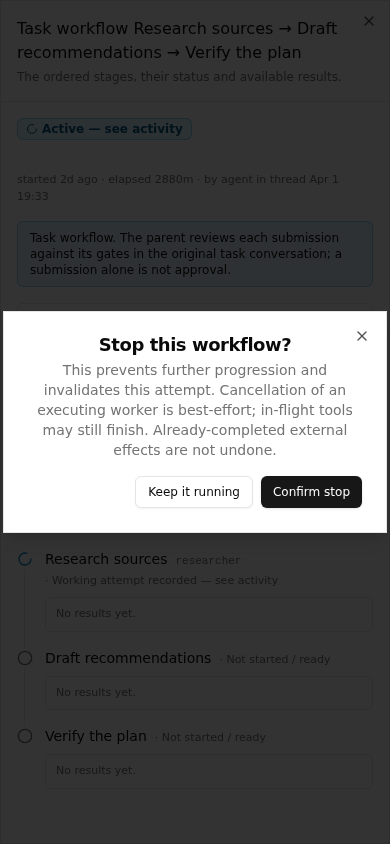 Task workflow Research sources → Draft
recommendations → Verify the plan
The ordered stages, their status and available results.
Active — see activity
started 2d ago · elapsed 2880m · by agent in thread Apr 1
19:33
Task workflow. The parent reviews each submission
against its gates in the original task conversation; a
submission alone is not approval.
Stop this workflow?
This prevents further progression and
invalidates this attempt. Cancellation of an
executing worker is best-effort; in-flight tools
may still finish. Already-completed external
effects are not undone.
Keep it running Confirm stop
Research sources researcher
· Working attempt recorded — see activity
No results yet.
Draft recommendations · Not started / ready
No results yet.
Verify the plan · Not started / ready
No results yet.